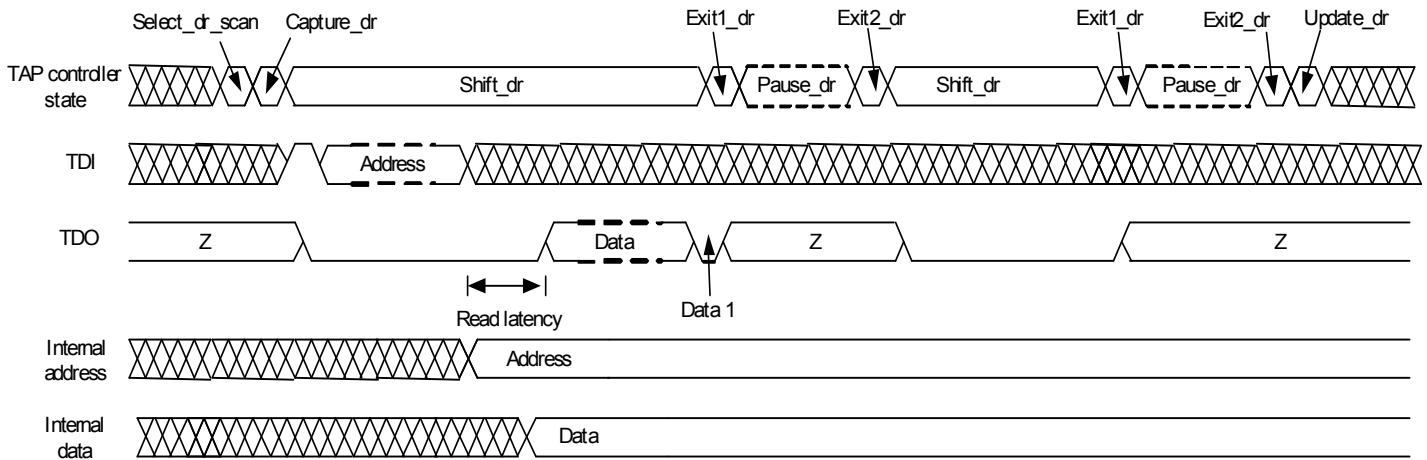 Select_dr_scan
Capture_dr
Exit1_dr
Exit2_dr
Exit1_dr
Exit2_dr
Update_dr
TAP controller
state
Shift_dr
Pause_dr
Shift_dr
Pause_dr
TDI
Address
TDO
Z
Data
Z
Z
Read latency
Data 1
Internal
address
Address
Internal
data
Data